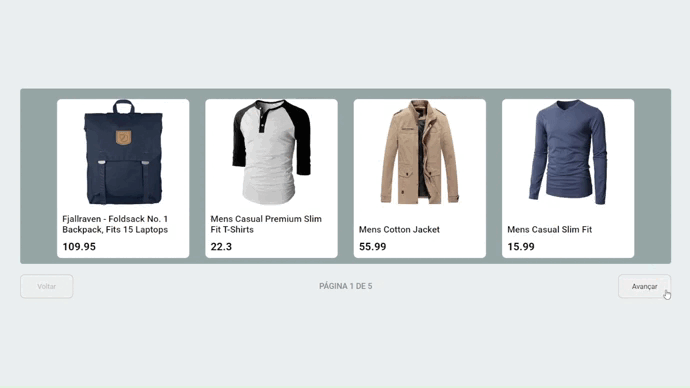 Fjallraven - Foldsack No. 1
Backpack, Fits 15 Laptops
109.95
Mens Casual Premium Slim
Fit T-Shirts
22.3
Mens Cotton Jacket
55.99
Mens Casual Slim Fit
15.99
Voltar
PÁGINA 1 DE 5
Avançar